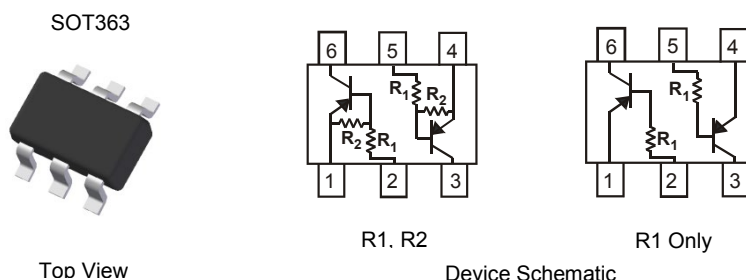 SOT363
6 5 4
R1 R2
R2 R1
1 2 3
R1, R2
6 5 4
R1
R1
1 2 3
R1 Only
Top View
Device Schematic